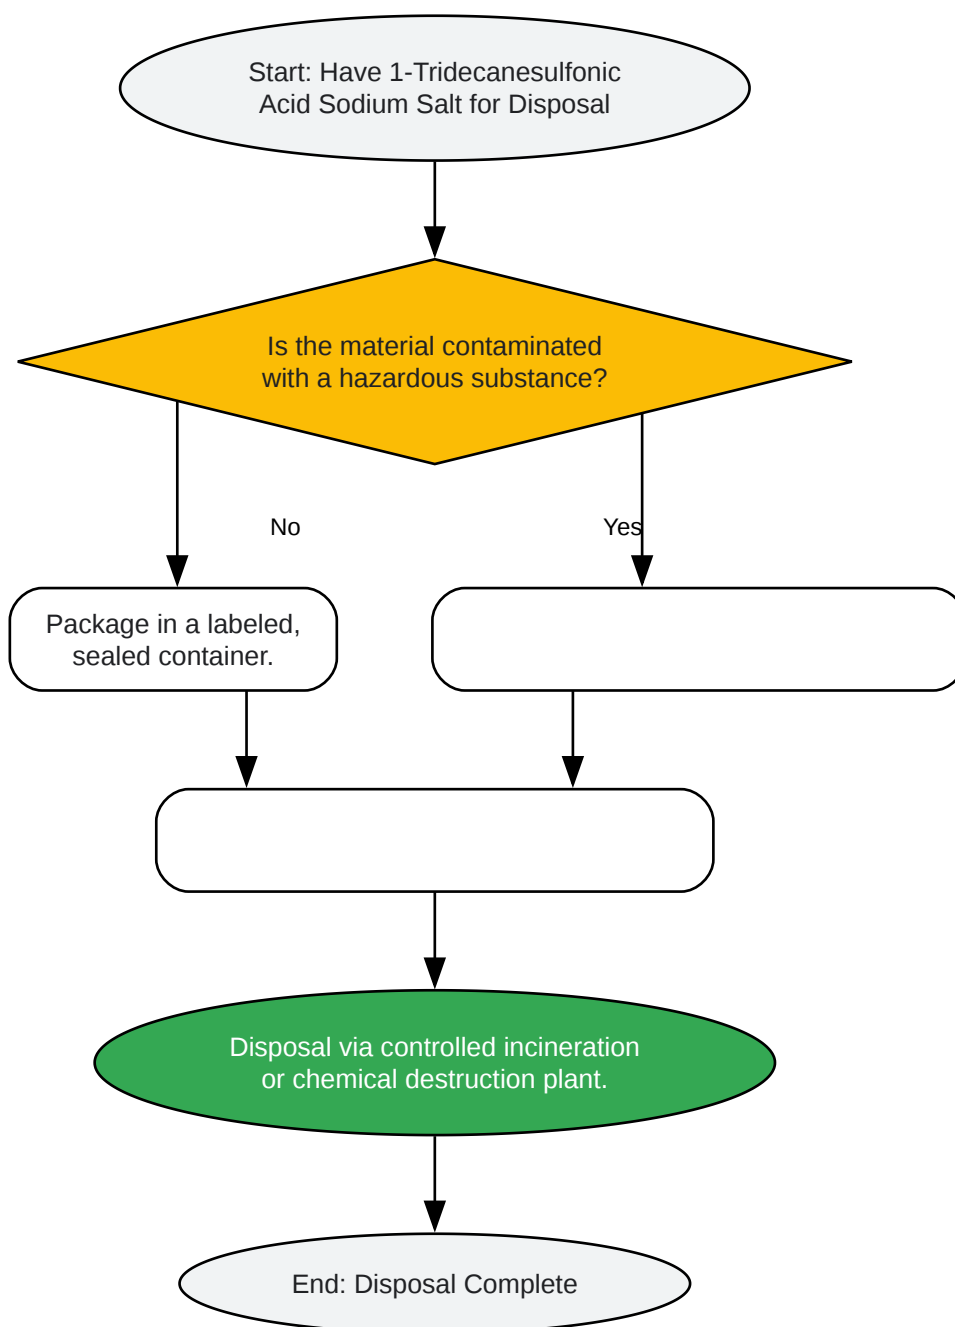 Start: Have 1-Tridecanesulfonic
Acid Sodium Salt for Disposal
Is the material contaminated
with a hazardous substance?
No
Yes
Package in a labeled,
sealed container.
Disposal via controlled incineration
or chemical destruction plant.
End: Disposal Complete